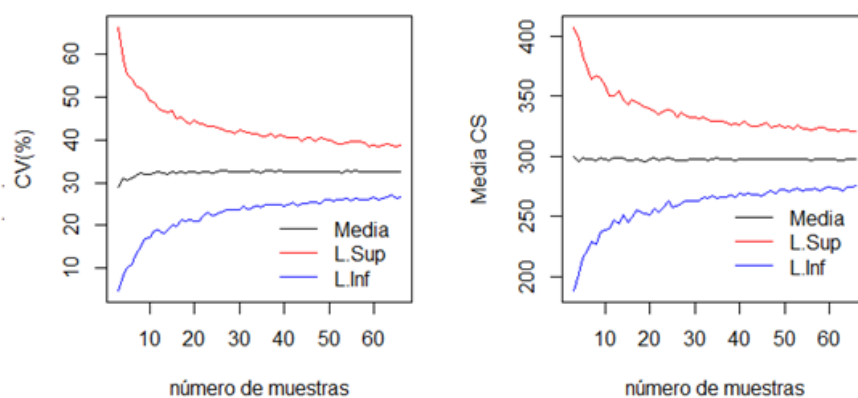 CV(%)
60
50
40
30
20
10
Media
L.Sup
L.Inf
10 20 30 40 50 60
número de muestras
Media CS
400
350
300
250
200
Media
L.Sup
L.Inf
10 20 30 40 50 60
número de muestras